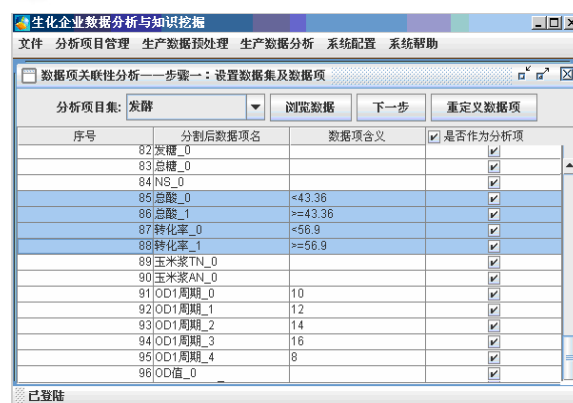 生化企业数据分析与知识挖掘
文件 分析项目管理 生产数据预处理 生产数据分析 系统配置 系统帮助
数据项关联性分析——步骤一：设置数据集及数据项
分析项目集: 发酵 浏览数据 下一步 重定义数据项
序号 分割后数据项名 数据项含义 是否作为分析项
82 发糖_0
83 总糖_0
84 NS_0
85 总酸_0 <43.36
86 总酸_1 >=43.36
87 转化率_0 <56.9
88 转化率_1 >=56.9
89 玉米浆TN_0
90 玉米浆AN_0
91 OD1周期_0 10
92 OD1周期_1 12
93 OD1周期_2 14
94 OD1周期_3 16
95 OD1周期_4 8
96 OD值_0
已登陆